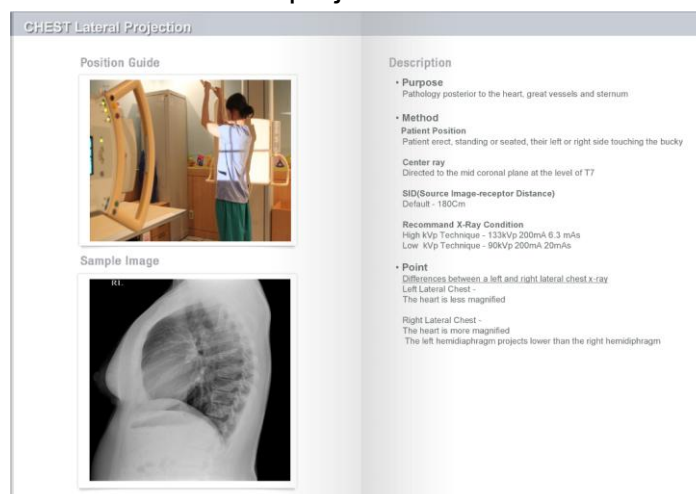 CHEST Lateral Projection
Position Guide
Sample Image
RL
Description
• Purpose
Pathology posterior to the heart, great vessels and sternum
• Method
Patient Position
Patient erect, standing or seated, their left or right side touching the bucky
Center ray
Directed to the mid coronal plane at the level of T7
SID(Source Image-receptor Distance)
Default - 180Cm
Recommand X-Ray Condition
High kVp Technique - 133kVp 200mA 6.3 mAs
Low kVp Technique - 90kVp 200mA 20mAs
• Point
Differences between a left and right lateral chest x-ray
Left Lateral Chest -
The heart is less magnified
Right Lateral Chest -
The heart is more magnified
The left hemidiaphragm projects lower than the right hemidiphragm